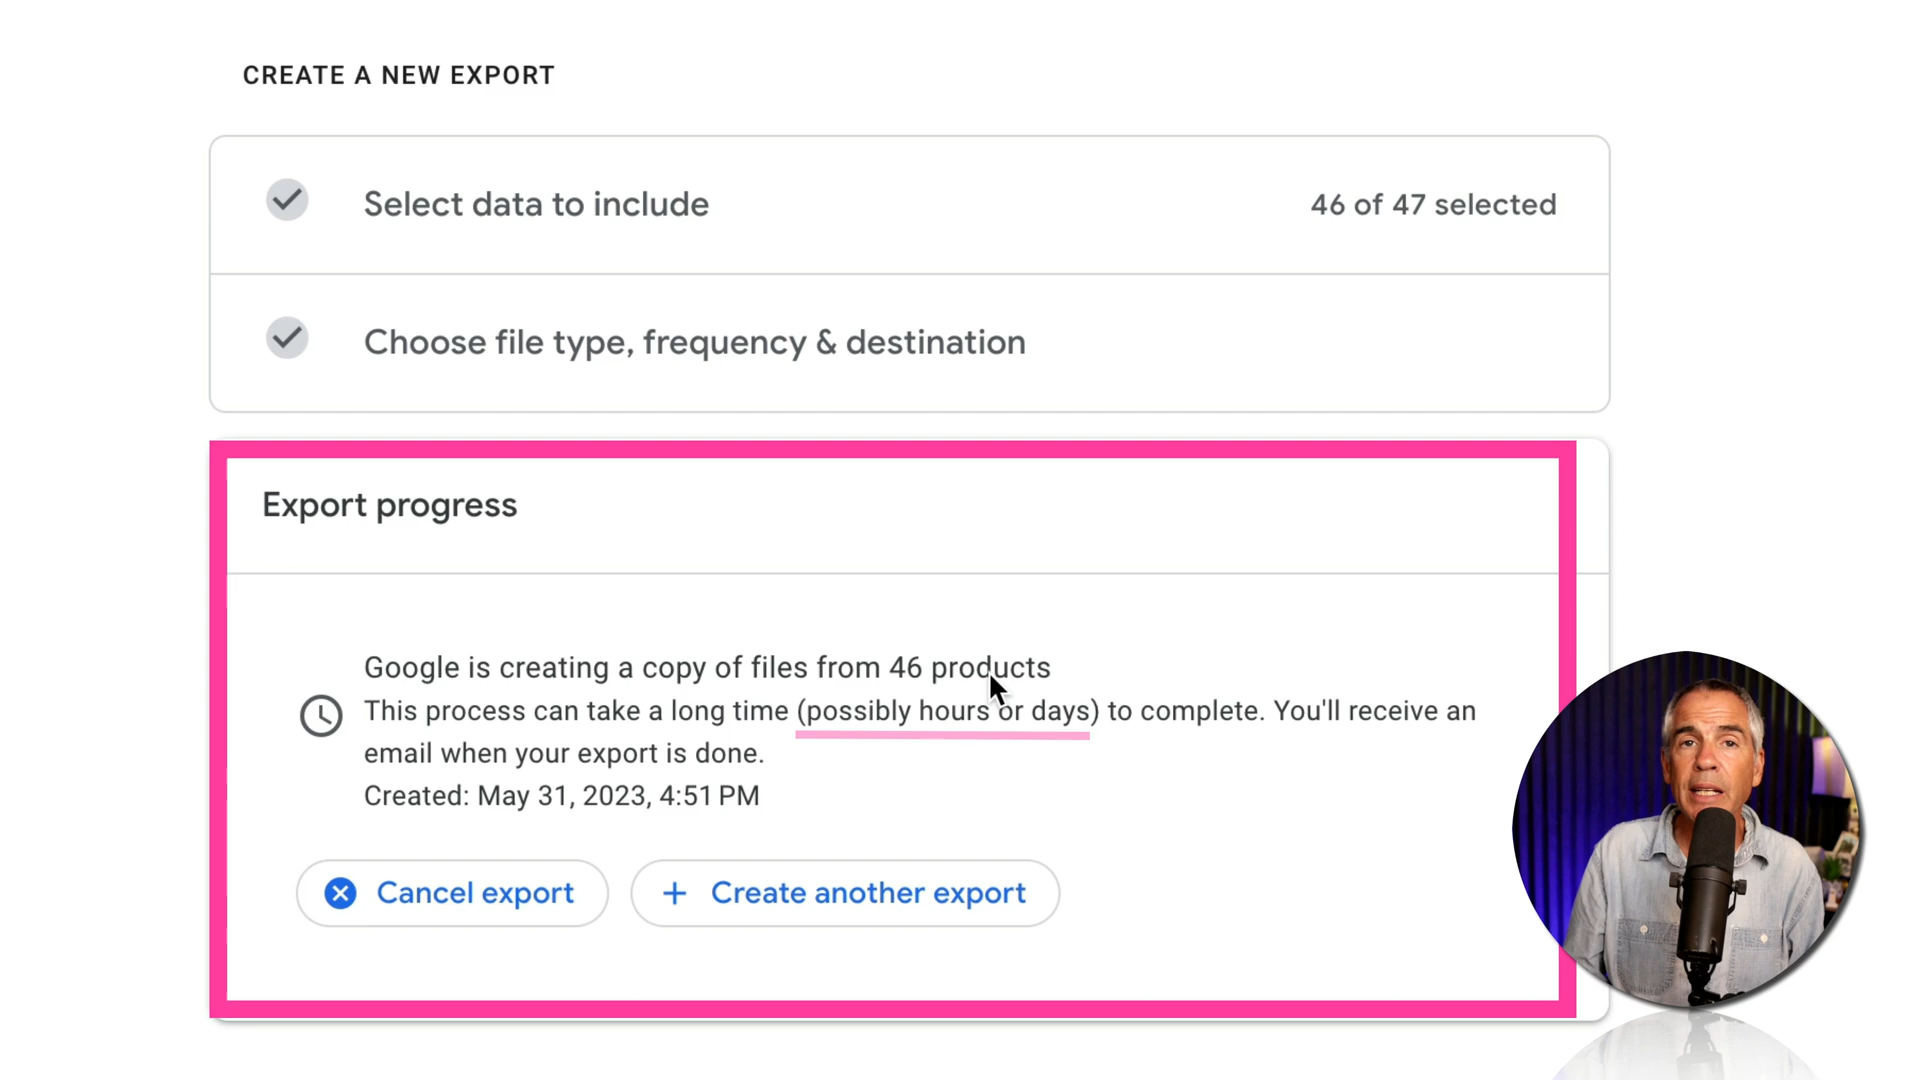 CREATE A NEW EXPORT
Select data to include
46 of 47 selected
Choose file type, frequency & destination
Export progress
Google is creating a copy of files from 46 products
This process can take a long time (possibly hours or days) to complete. You'll receive an
email when your export is done.
Created: May 31, 2023, 4:51 PM
Cancel export
Create another export